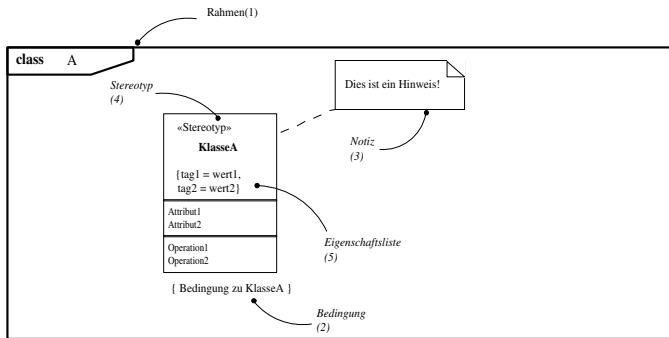 Rahmen(1)
class A
Dies ist ein Hinweis!
Stereotyp
(4)
«Stereotyp»
KlasseA
Notiz
(3)
{tag1 = wert1,
tag2 = wert2}
Attribut1
Attribut2
Eigenschaftsliste
(5)
Operation1
Operation2
{ Bedingung zu KlasseA }
Bedingung
(2)